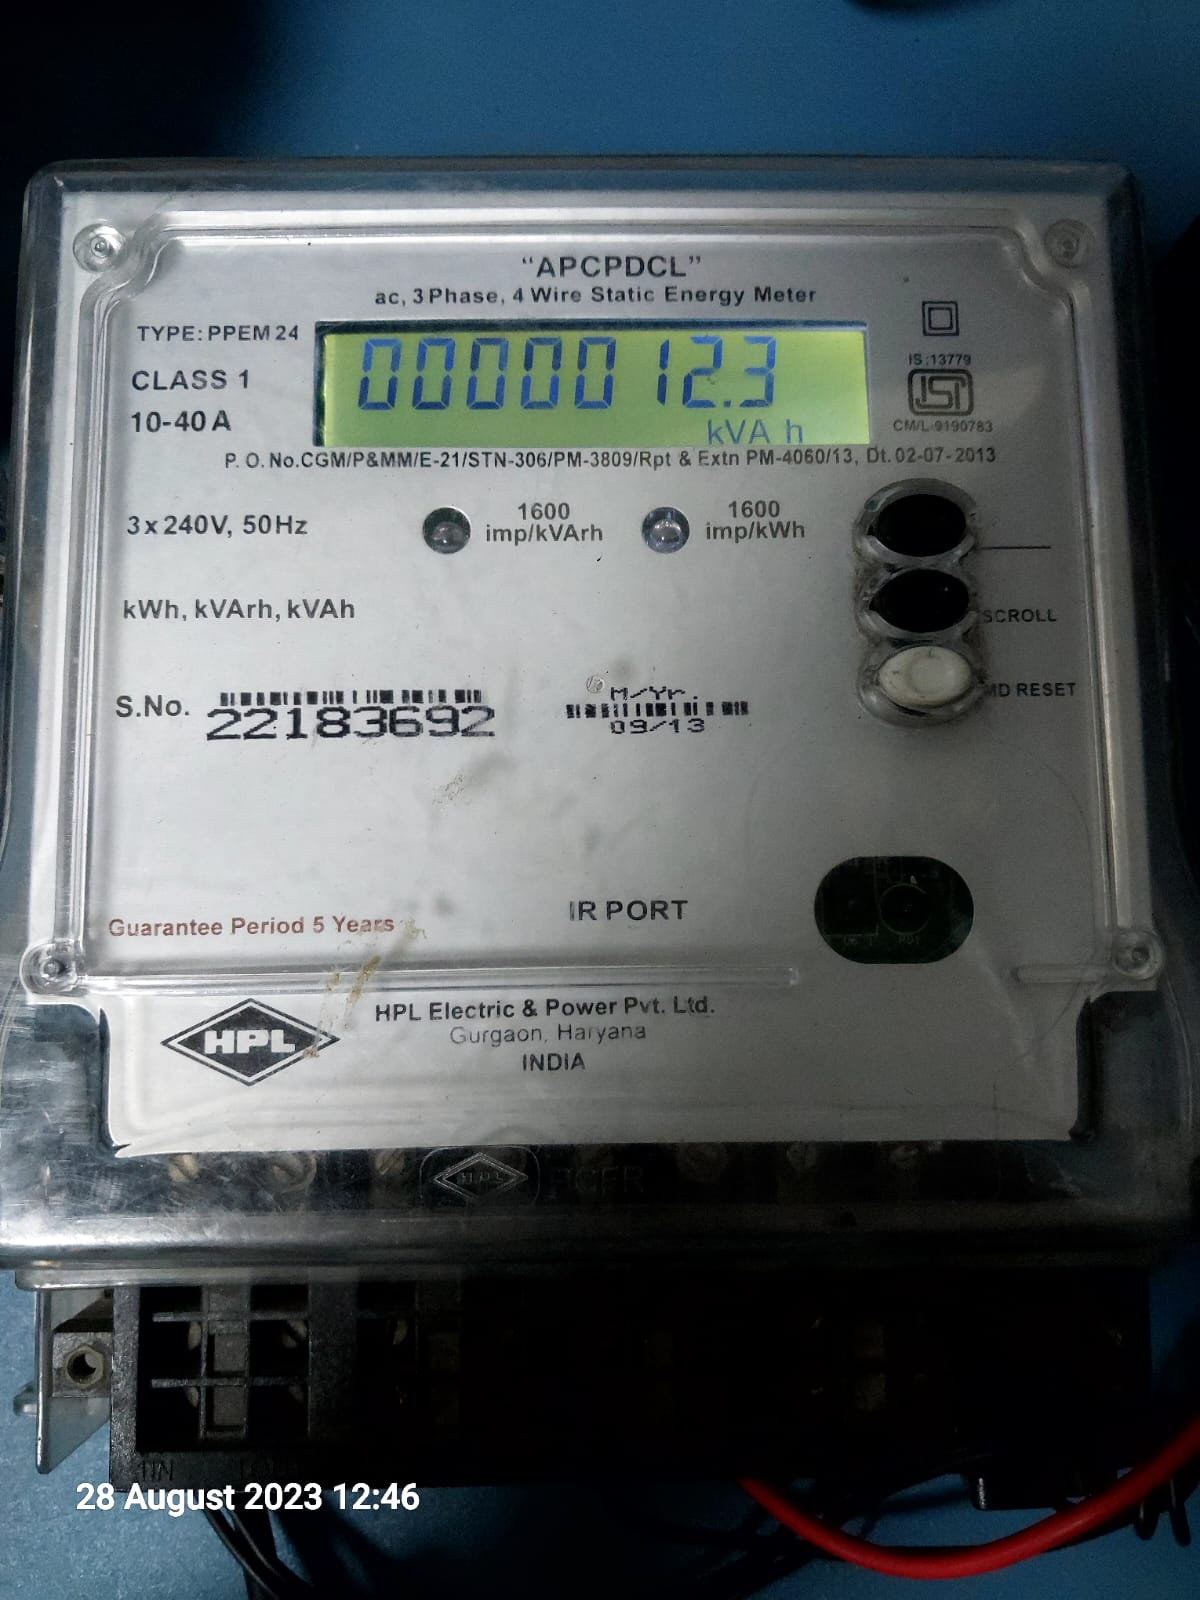 "APCPDCL"
ac, 3 Phase, 4 Wire Static Energy Meter
TYPE: PPEM 24
CLASS 1
10-40 A
000001 2.3
kVA h
IS:13779
ISI
CM/L-9190783
P. O. No.CGM/P&MM/E-21/STN-306/PM-3809/Rpt & Extn PM-4060/13, Dt. 02-07-2013
3 x 240V, 50Hz
1600
imp/kVArh
1600
imp/kWh
kWh, kVArh, kVAh
SCROLL
MD RESET
S.No.
22183692
M/Yr.
09/13
Guarantee Period 5 Years
IR PORT
HPL
HPL Electric & Power Pvt. Ltd.
Gurgaon, Haryana
INDIA
HPL
28 August 2023 12:46